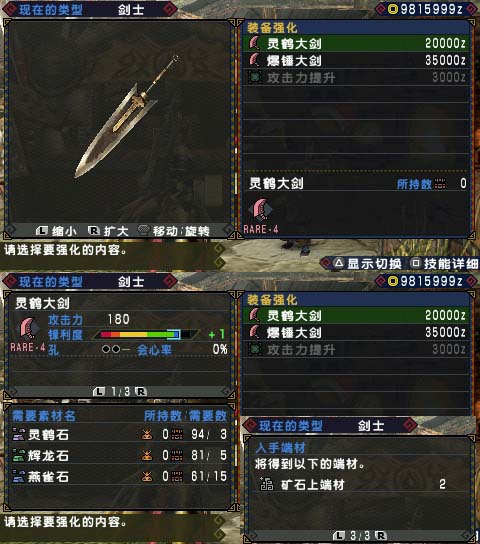 现在的类型 剑士
9815999z
装备强化
灵鹤大剑 20000z
爆锤大剑 35000z
攻击力提升 3000z
灵鹤大剑 所持数 0
RARE-4
L 缩小 R 扩大 移动/旋转
请选择要强化的内容。
△显示切换 □技能详细
现在的类型 剑士
9815999z
灵鹤大剑
攻击力 180
锋利度 +1
RARE-4
孔 ●●— 会心率 0%
L 1/3 R
装备强化
灵鹤大剑 20000z
爆锤大剑 35000z
攻击力提升 3000z
需要素材名 所持数/需要数
灵鹤石 0 94/ 3
辉龙石 0 81/ 5
燕雀石 0 61/15
请选择要强化的内容。
现在的类型 剑士
入手端材
将得到以下的端材。
矿石上端材 2
L 3/3 R